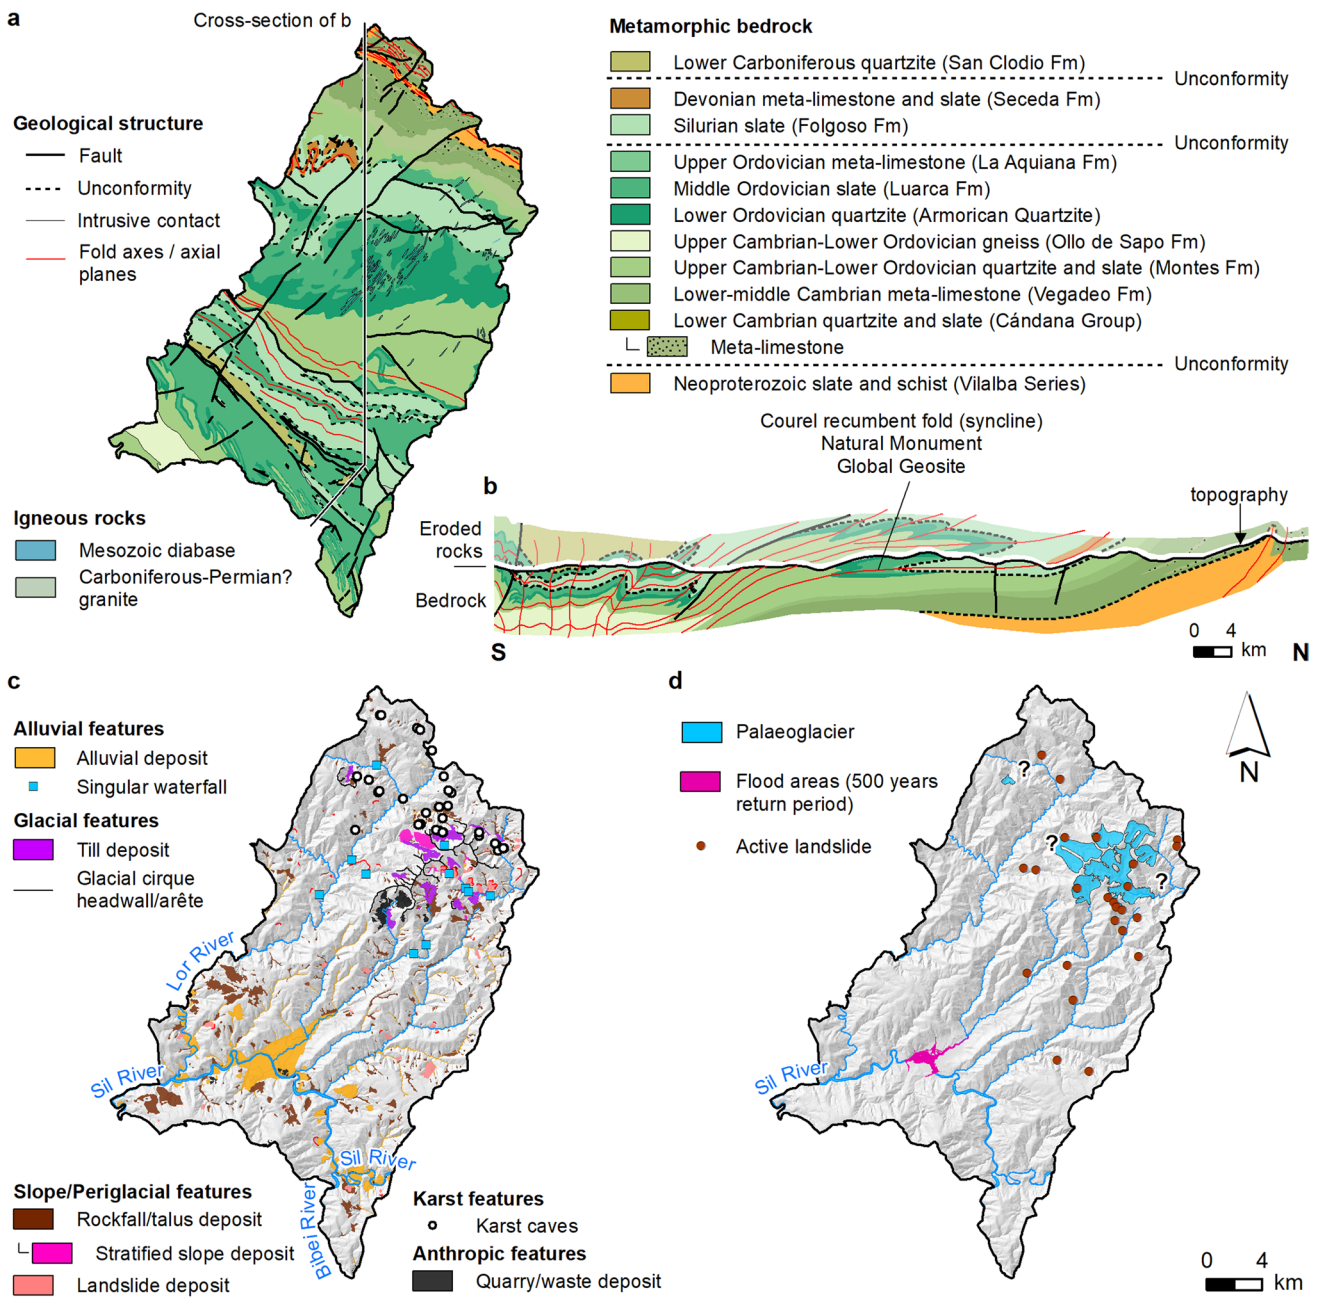 a
Cross-section of b
Geological structure
Fault
Unconformity
Intrusive contact
Fold axes / axial
planes
Igneous rocks
Mesozoic diabase
Carboniferous-Permian?
granite
Metamorphic bedrock
Lower Carboniferous quartzite (San Clodio Fm)
Unconformity
Devonian meta-limestone and slate (Seceda Fm)
Silurian slate (Folgoso Fm)
Unconformity
Upper Ordovician meta-limestone (La Aquiana Fm)
Middle Ordovician slate (Luarca Fm)
Lower Ordovician quartzite (Armorican Quartzite)
Upper Cambrian-Lower Ordovician gneiss (Ollo de Sapo Fm)
Upper Cambrian-Lower Ordovician quartzite and slate (Montes Fm)
Lower-middle Cambrian meta-limestone (Vegadeo Fm)
Lower Cambrian quartzite and slate (Cándana Group)
Meta-limestone
Unconformity
Neoproterozoic slate and schist (Vilalba Series)
Courel recumbent fold (syncline)
Natural Monument
Global Geosite
b
topography
Eroded
rocks
Bedrock
S
0 4
km
N
c
Alluvial features
Alluvial deposit
Singular waterfall
Glacial features
Till deposit
Glacial cirque
headwall/arête
Lor River
Sil River
Sil River
Bibei River
Slope/Periglacial features
Rockfall/talus deposit
Stratified slope deposit
Landslide deposit
Karst features
Karst caves
Anthropic features
Quarry/waste deposit
d
Palaeoglacier
Flood areas (500 years
return period)
Active landslide
?
?
?
N
Sil River
0 4
km